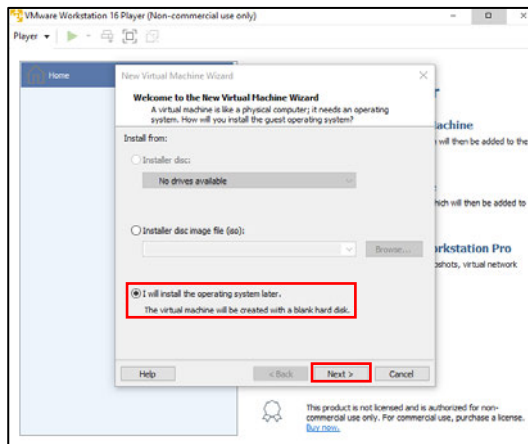 VMware Workstation 16 Player (Non-commercial use only)
Player
Home
New Virtual Machine Wizard
Welcome to the New Virtual Machine Wizard
A virtual machine is like a physical computer; it needs an operating
system. How will you install the guest operating system?
Install from:
Installer disc:
No drives available
Installer disc image file (iso):
Browse...
I will install the operating system later.
The virtual machine will be created with a blank hard disk.
Help
< Back
Next >
Cancel
r
achine
will then be added to the
hich will then be added to
rkstation Pro
pshots, virtual network
This product is not licensed and is authorized for non-
commercial use only. For commercial use, purchase a license.
Buy now.